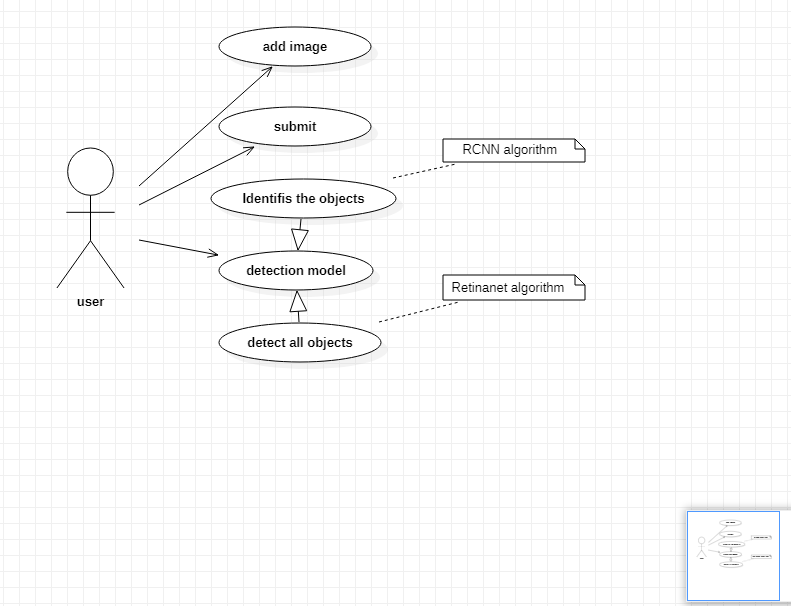 add image
submit
RCNN algorithm
Identifis the objects
detection model
Retinanet algorithm
user
detect all objects